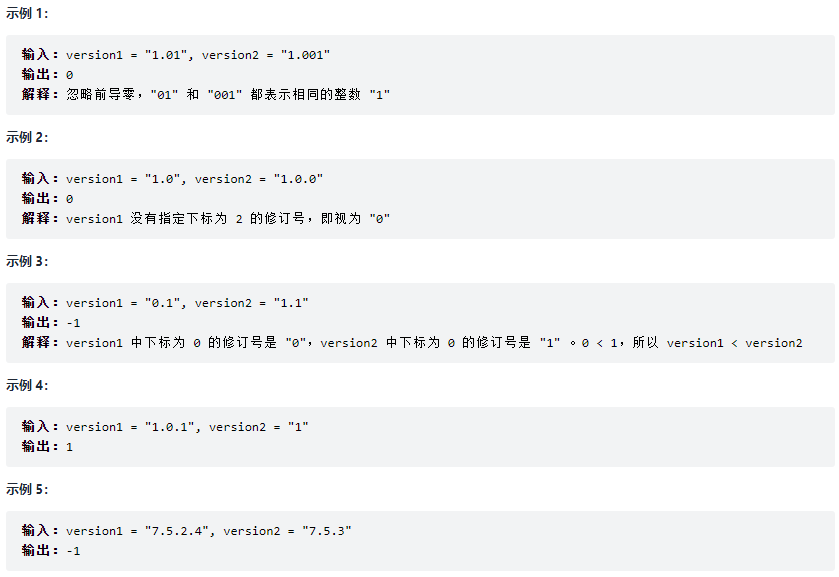 示例 1:
输入：version1 = "1.01", version2 = "1.001"
输出：0
解释：忽略前导零，"01" 和 "001" 都表示相同的整数 "1"
示例 2:
输入：version1 = "1.0", version2 = "1.0.0"
输出：0
解释：version1 没有指定下标为 2 的修订号，即视为 "0"
示例 3:
输入：version1 = "0.1", version2 = "1.1"
输出：-1
解释：version1 中下标为 0 的修订号是 "0"，version2 中下标为 0 的修订号是 "1" 。0 < 1，所以 version1 < version2
示例 4:
输入：version1 = "1.0.1", version2 = "1"
输出：1
示例 5:
输入：version1 = "7.5.2.4", version2 = "7.5.3"
输出：-1